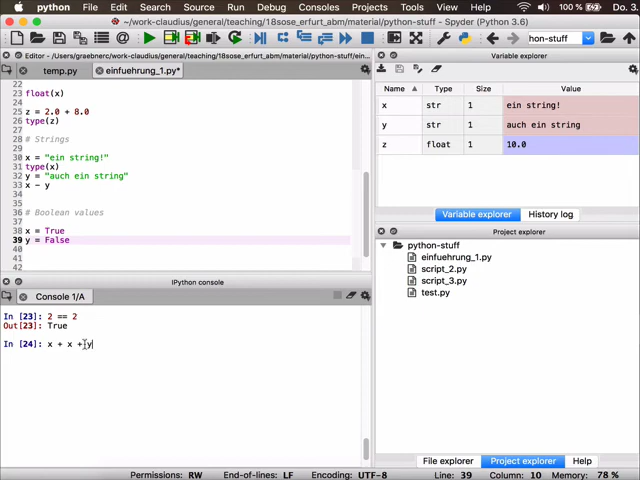 python File Edit Search Source Run Debug Consoles Projects Tools View 100 % Do.
~/work-claudius/general/teaching/18sose_erfurt_abm/material/python-stuff - Spyder (Python 3.6)
hon-stuff
Editor - /Users/graebnerc/work-claudius/general/teaching/18sose_erfurt_abm/material/python-stuff/ein...
temp.py einfuehrung_1.py*
22
23 float(x)
24
25 z = 2.0 + 8.0
26 type(z)
27
28 # Strings
29
30 x = "ein string!"
31 type(x)
32 y = "auch ein string"
33 x - y
34
35
36 # Boolean values
37
38 x = True
39 y = False
40
41
42
IPython console
Console 1/A
In [23]: 2 == 2
Out[23]: True
In [24]: x + x + y
Variable explorer
Name Type Size Value
x str 1 ein string!
y str 1 auch ein string
z float 1 10.0
Variable explorer History log
Project explorer
python-stuff
einfuehrung_1.py
script_2.py
script_3.py
test.py
File explorer Project explorer Help
Permissions: RW End-of-lines: LF Encoding: UTF-8 Line: 39 Column: 10 Memory: 78 %